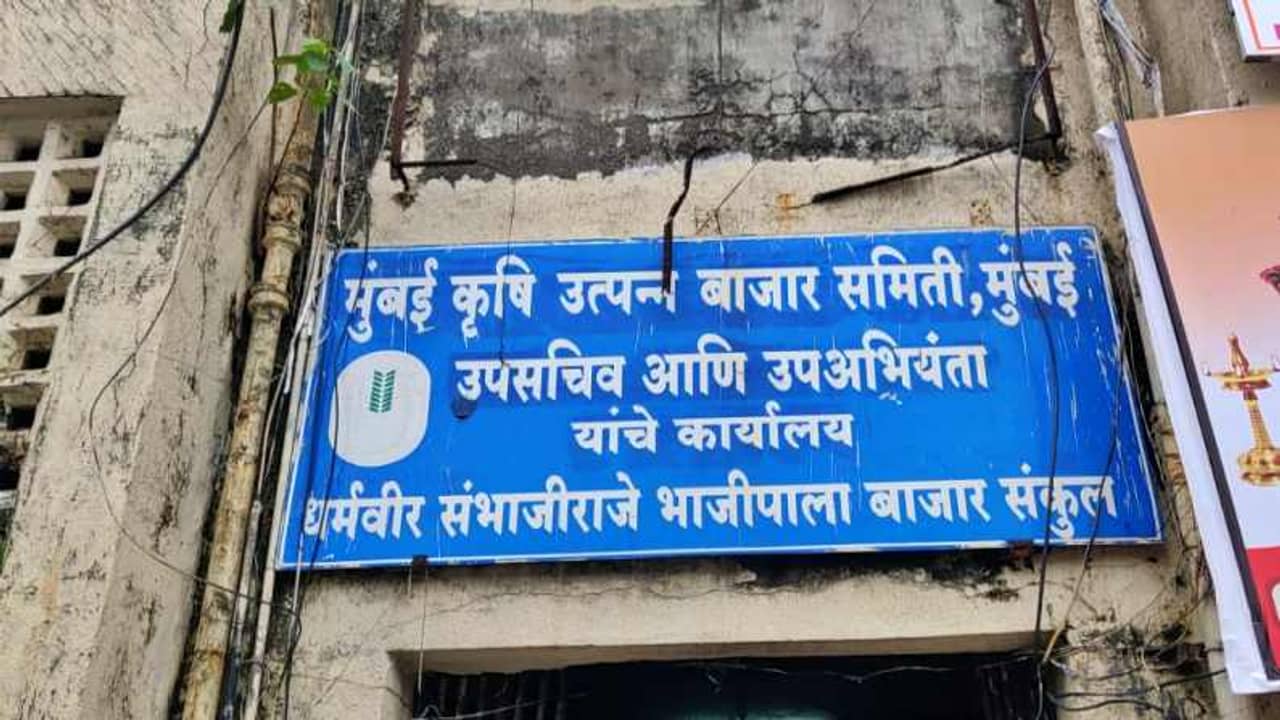 मुंबई कृषि उत्पन्न बाजार समिती,मुंबई
उपसचिव आणि उपअभियंता
यांचे कार्यालय
धर्मवीर संभाजीराजे भाजीपाला बाजार संकुल